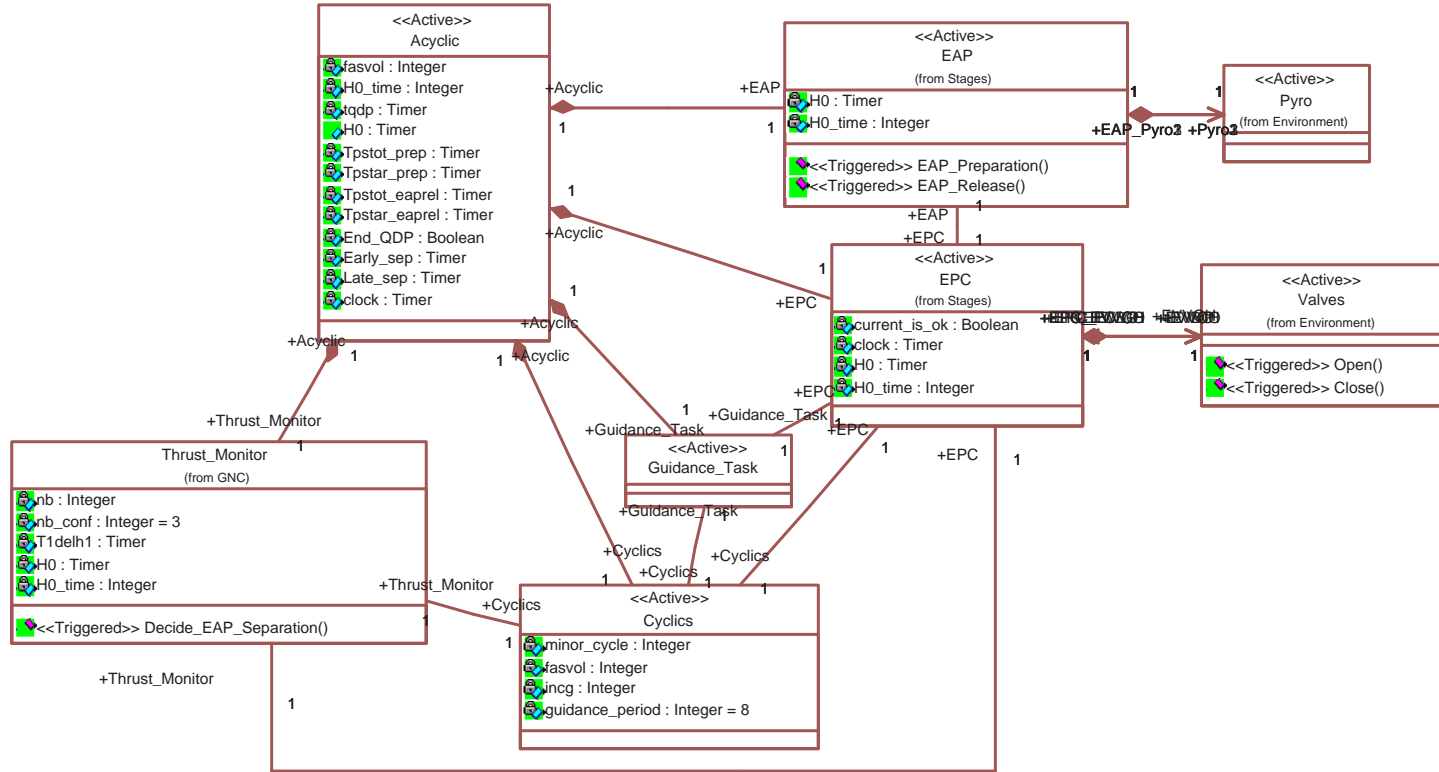 <<Active>>
Acyclic
fasvol : Integer
H0_time : Integer
tqdp : Timer
H0 : Timer
Tpstot_prep : Timer
Tpstar_prep : Timer
Tpstot_eaprel : Timer
Tpstar_eaprel : Timer
End_QDP : Boolean
Early_sep : Timer
Late_sep : Timer
clock : Timer
+Acyclic
1
+EAP
1
<<Active>>
EAP
(from Stages)
H0 : Timer
H0_time : Integer
<<Triggered>> EAP_Preparation()
<<Triggered>> EAP_Release()
1
1
<<Active>>
Pyro
(from Environment)
1
+Acyclic
1
+EPC
+EAP
1
+EPC
1
<<Active>>
EPC
(from Stages)
current_is_ok : Boolean
clock : Timer
H0 : Timer
H0_time : Integer
1
1
<<Active>>
Valves
(from Environment)
<<Triggered>> Open()
<<Triggered>> Close()
1
+Acyclic
1
+Guidance_Task
+Acyclic
1
+Thrust_Monitor
1
1
+Acyclic
+Cyclics
1
+EPC
1
+Guidance_Task
1
<<Active>>
Guidance_Task
+Guidance_Task
1
+Cyclics
1
+EPC
1
+Cyclics
1
+EPC
1
Thrust_Monitor
(from GNC)
nb : Integer
nb_conf : Integer = 3
T1delh1 : Timer
H0 : Timer
H0_time : Integer
<<Triggered>> Decide_EAP_Separation()
+Thrust_Monitor
1
+Cyclics
1
<<Active>>
Cyclics
minor_cycle : Integer
fasvol : Integer
incg : Integer
guidance_period : Integer = 8
+Thrust_Monitor
1